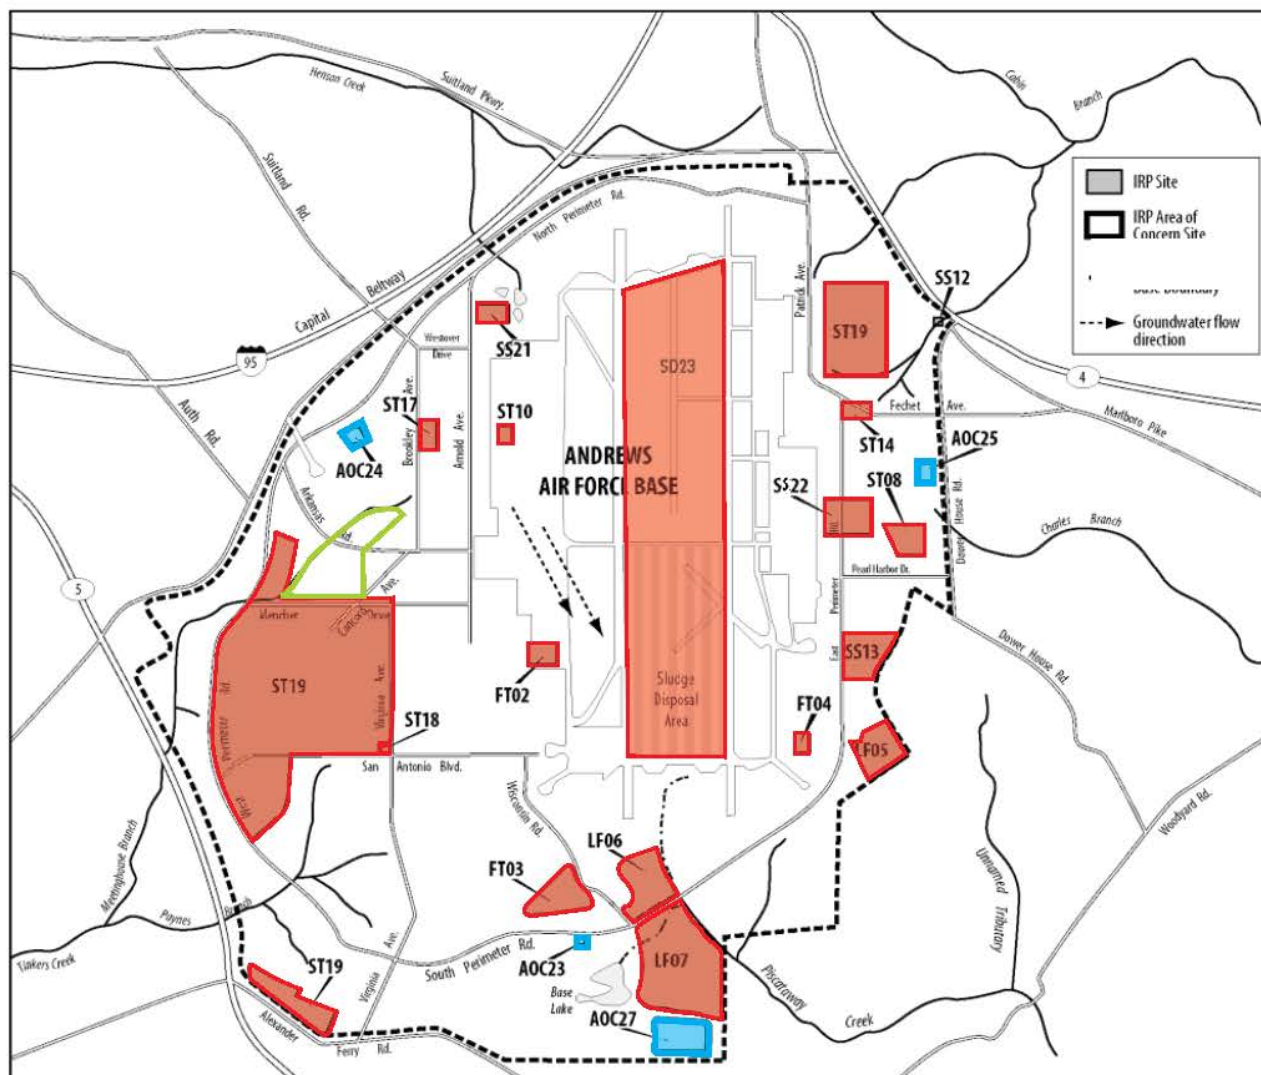 Henson Creek
Suitland Pkwy.
Cabin
Branch
Suitland
Rd.
North Perimeter Rd.
IRP Site
IRP Area of
Concern Site
Base Boundary
Groundwater flow
direction
Capital
Beltway
95
Patrick Ave.
SS12
ST19
SS21
Westover
Drive
SD23
4
Auth Rd.
ST17
ST10
Brookley
Ave.
Arnold Ave.
Fechet
Ave.
Marlboro Pike
ST14
AOC24
ANDREWS
AIR FORCE BASE
AOC25
ST08
SS22
Arkansas
Rd.
Hill
Dower House Rd.
Charles Branch
Pearl Harbor Dr.
5
Concord
Ave.
Drive
Perimeter
East
SS13
Dower House Rd.
ST19
FT02
Sludge
Disposal
Area
FT04
Virginia Ave.
ST18
LF05
West
Perimeter
Rd.
San
Antonio Blvd.
Wisconsin Rd.
Woodyard Rd.
Meetinghouse Branch
LF06
FT03
Unnamed
Tributary
Paynes
Branch
Tinkers Creek
ST19
Virginia
Ave.
South Perimeter Rd.
AOC23
LF07
Base
Lake
Piscataway
Creek
AOC27
Alexander
Ferry Rd.